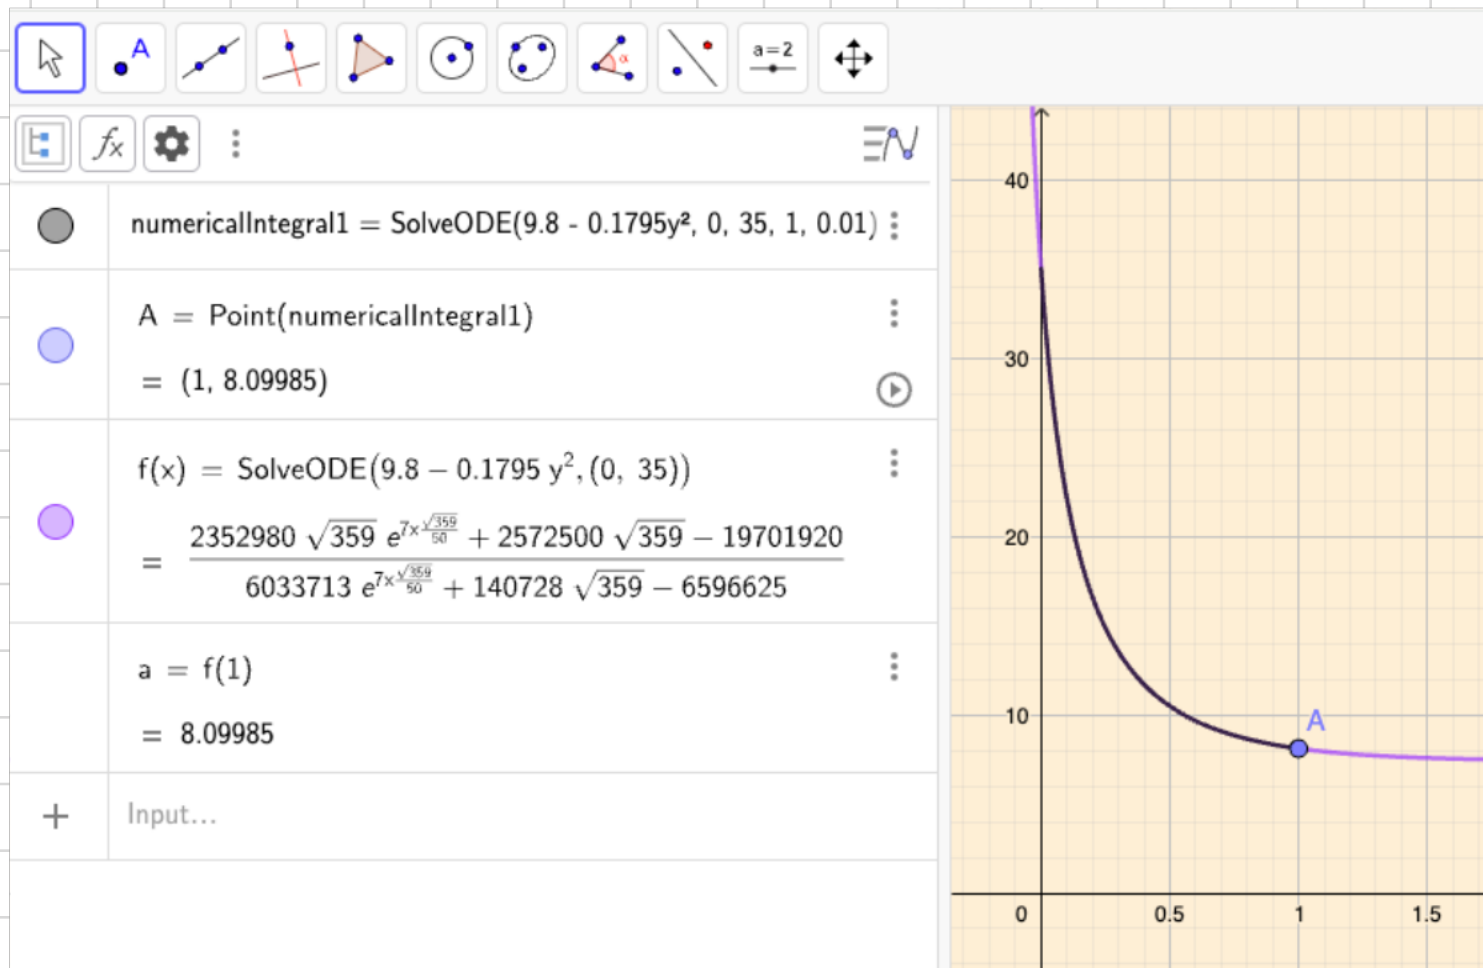 A
α
a=2
fx
numericalIntegral1 = SolveODE(9.8 - 0.1795y², 0, 35, 1, 0.01)
A = Point(numericalIntegral1)
= (1, 8.09985)
f(x) = SolveODE(9.8 − 0.1795 y², (0, 35))
= (2352980 √359 e^(7x √359/50) + 2572500 √359 − 19701920) / (6033713 e^(7x √359/50) + 140728 √359 − 6596625)
a = f(1)
= 8.09985
+ Input...
40
30
20
10
A
0 0.5 1 1.5